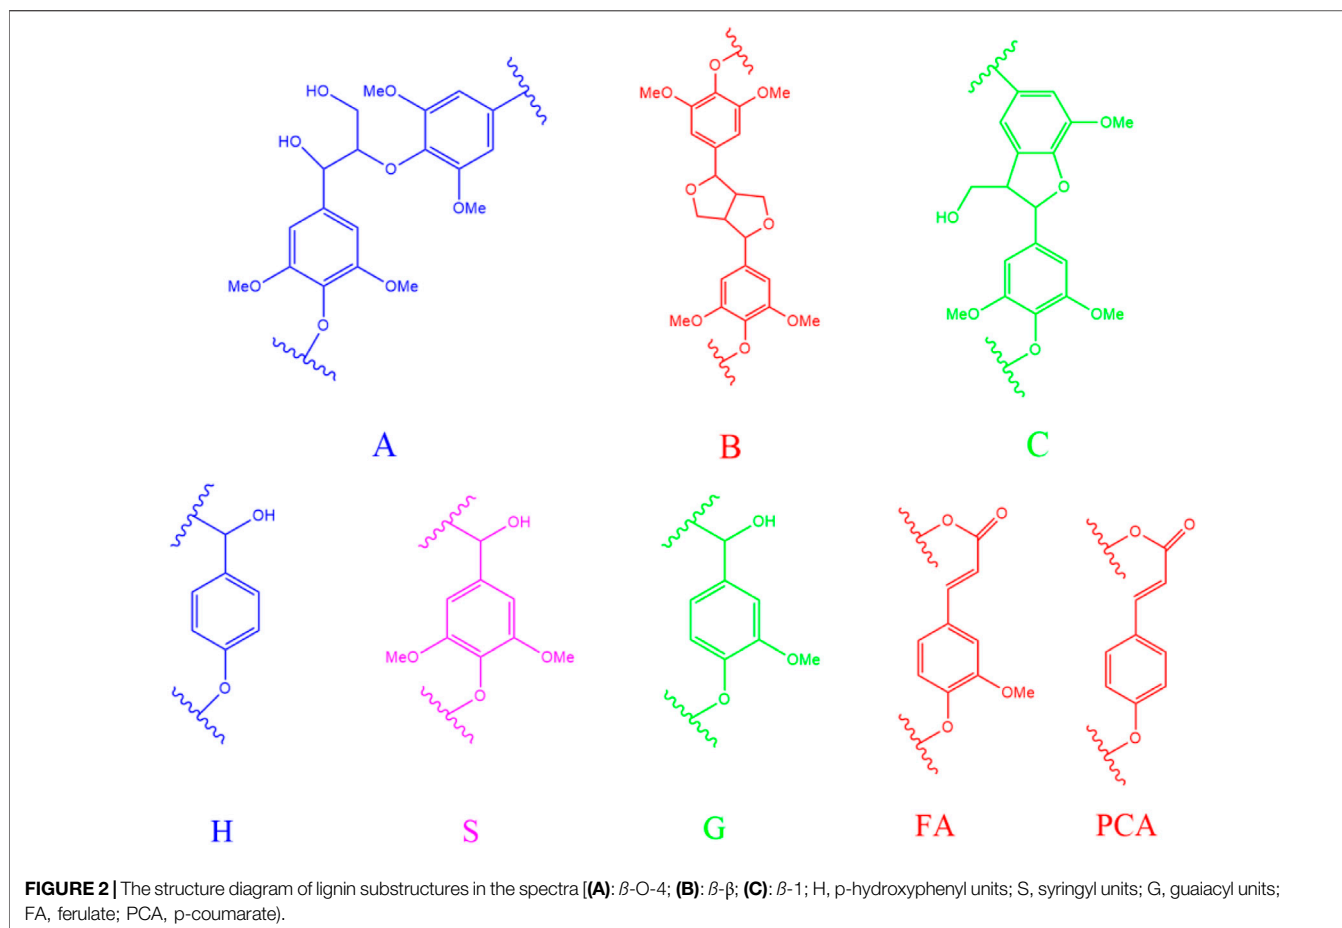 HO
HO
MeO
OMe
O
MeO
OMe
O
O
MeO
OMe
O
O
MeO
OMe
O
OMe
O
HO
MeO
OMe
O
A
B
C
OH
O
OH
MeO
OMe
O
OH
OMe
O
O
O
OMe
O
O
O
O
H
S
G
FA
PCA
FIGURE 2 | The structure diagram of lignin substructures in the spectra [(A): β-O-4; (B): β-β; (C): β-1; H, p-hydroxyphenyl units; S, syringyl units; G, guaiacyl units;
FA, ferulate; PCA, p-coumarate).